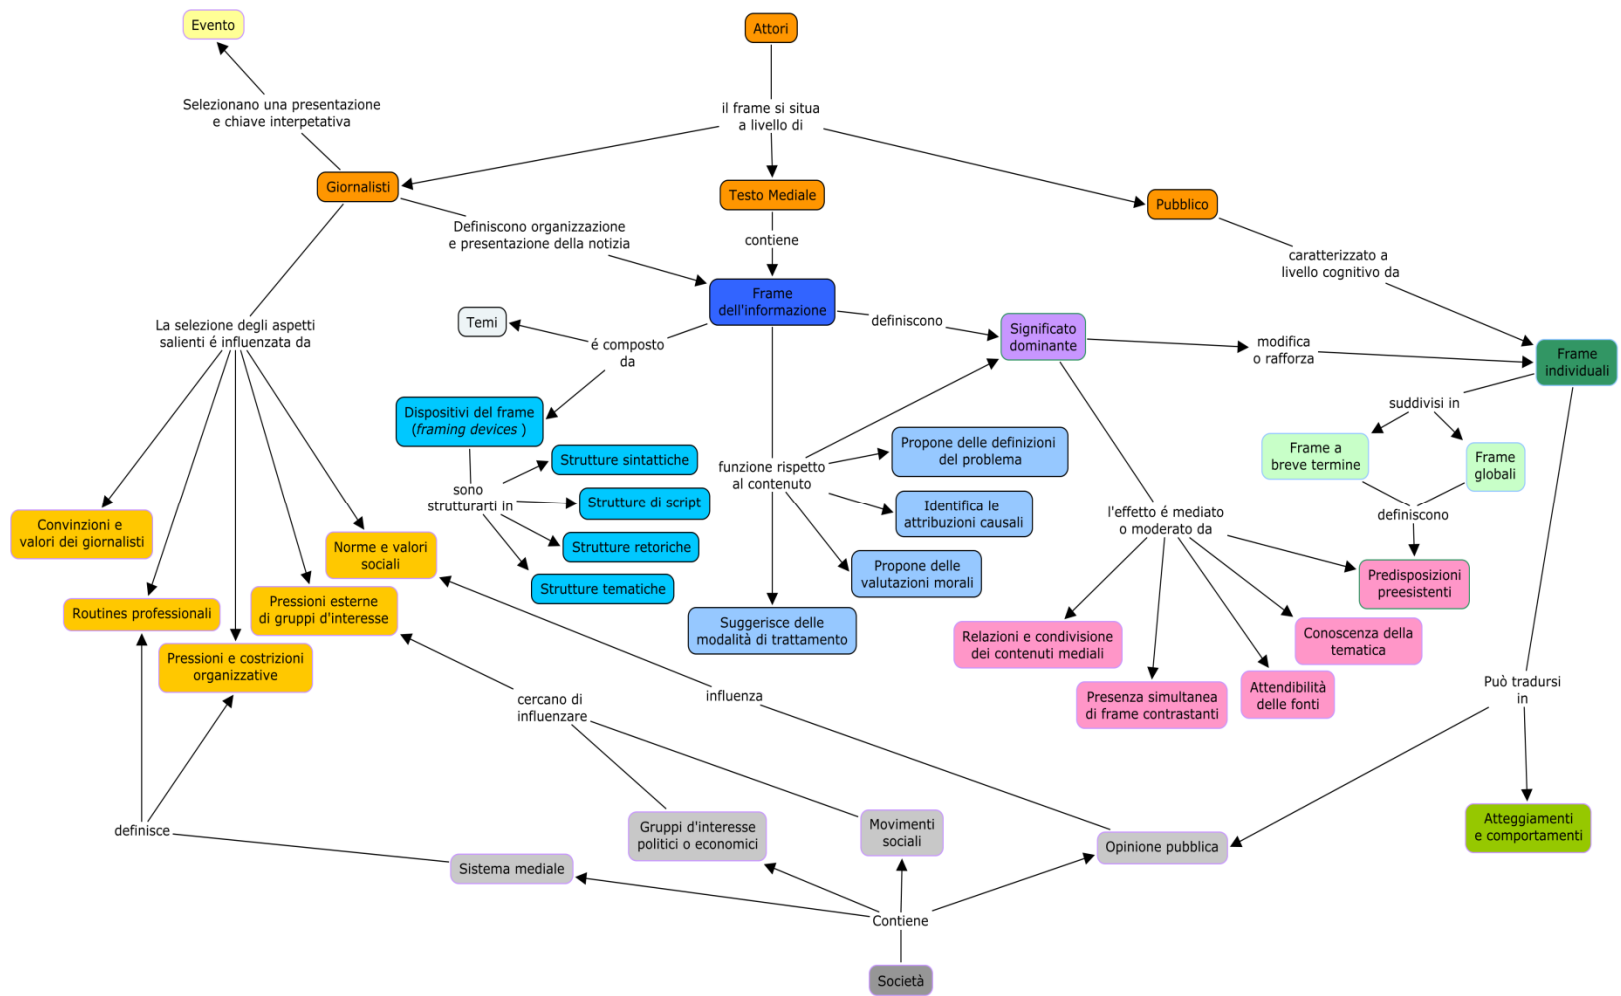 Evento
Attori
Selezionano una presentazione
e chiave interpetativa
il frame si situa
a livello di
Giornalisti
Testo Mediale
Pubblico
Definiscono organizzazione
e presentazione della notizia
contiene
caratterizzato a
livello cognitivo da
Frame
dell'informazione
Temi
definiscono
Significato
dominante
La selezione degli aspetti
salienti é influenzata da
é composto
da
modifica
o rafforza
Frame
individuali
Dispositivi del frame
(framing devices )
suddivisi in
Propone delle definizioni
del problema
Frame a
breve termine
Frame
globali
Strutture sintattiche
funzione rispetto
al contenuto
sono
strutturarti in
Strutture di script
Identifica le
attribuzioni causali
l'effetto é mediato
o moderato da
definiscono
Convinzioni e
valori dei giornalisti
Norme e valori
sociali
Strutture retoriche
Propone delle
valutazioni morali
Predisposizioni
preesistenti
Strutture tematiche
Routines professionali
Pressioni esterne
di gruppi d'interesse
Suggerisce delle
modalità di trattamento
Relazioni e condivisione
dei contenuti mediali
Conoscenza della
tematica
Pressioni e costrizioni
organizzative
Presenza simultanea
di frame contrastanti
Attendibilità
delle fonti
Può tradursi
in
cercano di
influenzare
influenza
definisce
Gruppi d'interesse
politici o economici
Movimenti
sociali
Opinione pubblica
Atteggiamenti
e comportamenti
Sistema mediale
Contiene
Società